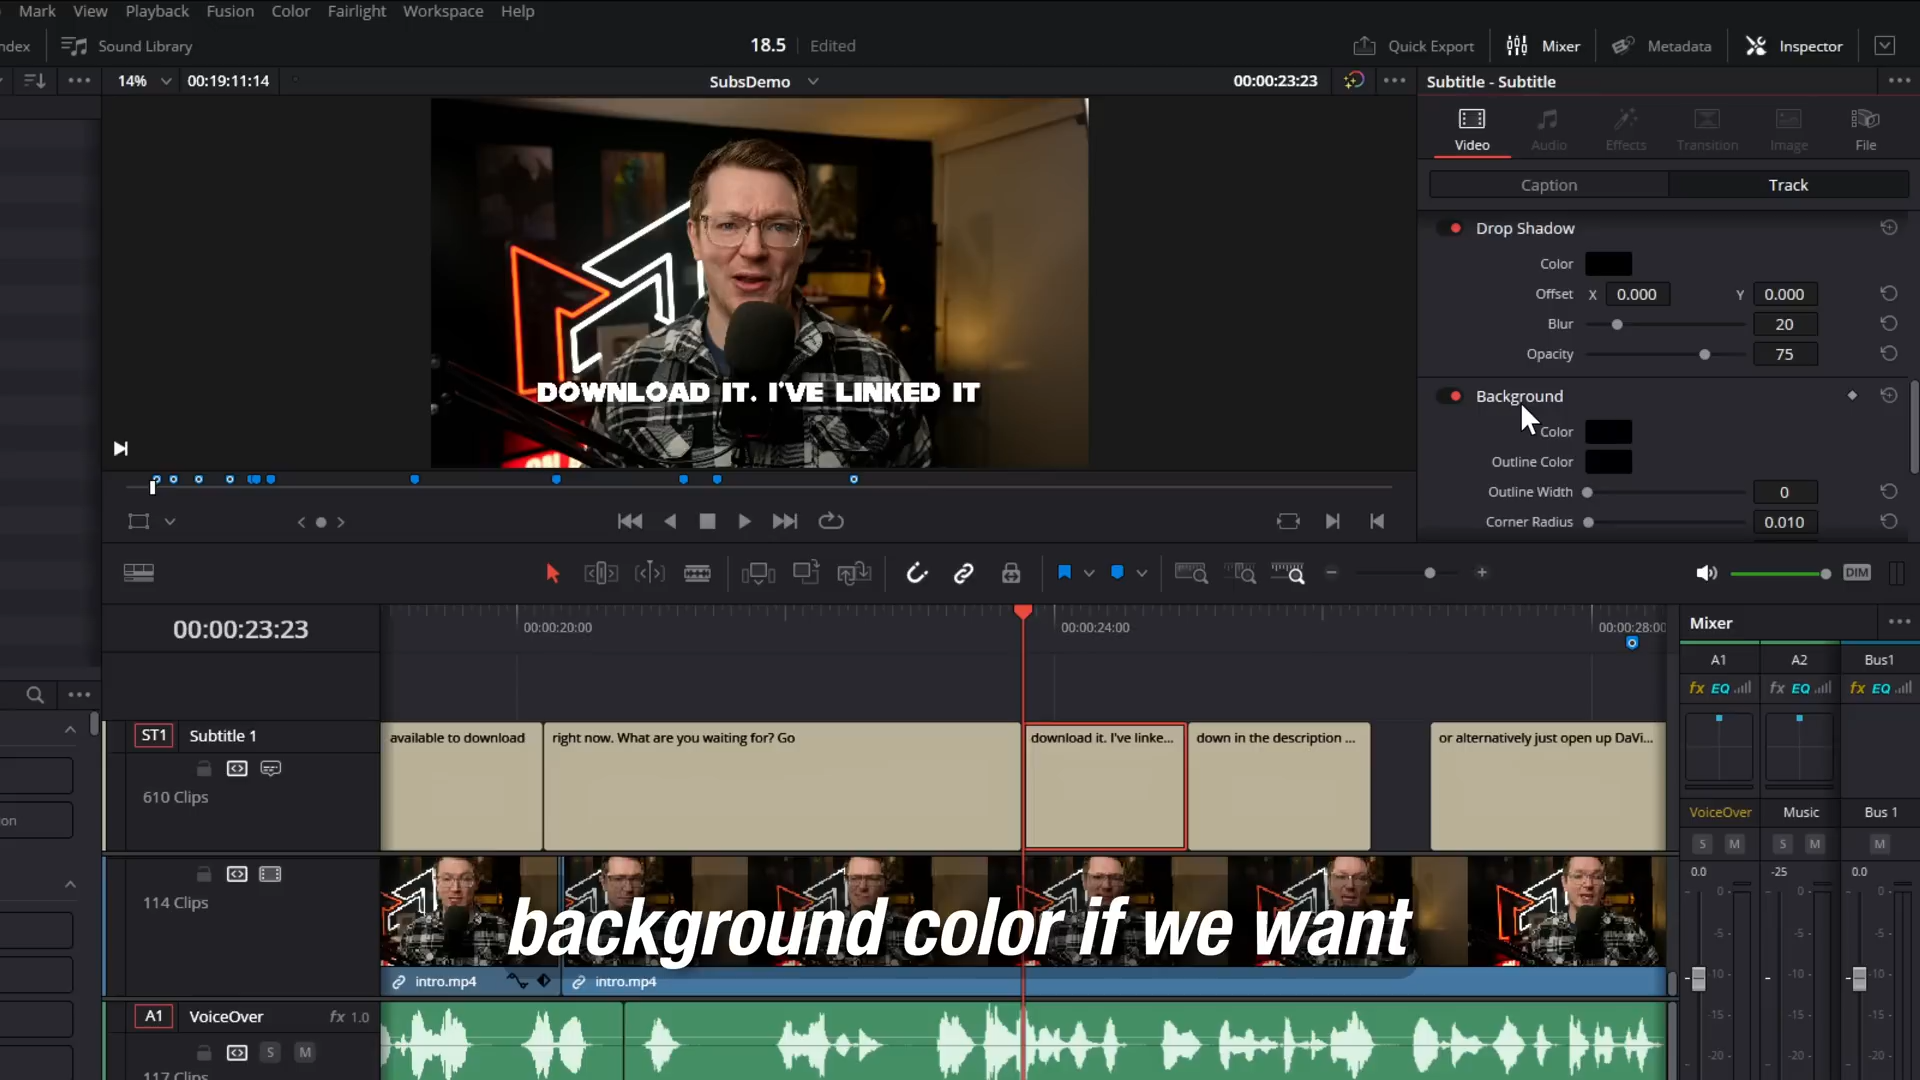 Mark View Playback Fusion Color Fairlight Workspace Help
ndex Sound Library 18.5 Edited Quick Export Mixer Metadata Inspector
14% 00:19:11:14 SubsDemo 00:00:23:23 Subtitle - Subtitle
Video Audio Effects Transition Image File
Caption Track
Drop Shadow
Color
Offset X 0.000 Y 0.000
Blur 20
Opacity 75
DOWNLOAD IT. I'VE LINKED IT
Background
Color
Outline Color
Outline Width 0
Corner Radius 0.010
DIM
00:00:23:23 00:00:20:00 00:00:24:00 00:00:28:00
Mixer
A1 A2 Bus1
fx EQ fx EQ fx EQ
ST1 Subtitle 1
available to download right now. What are you waiting for? Go download it. I've linke... down in the description ... or alternatively just open up DaVi...
610 Clips
on
VoiceOver Music Bus 1
S M S M M
0.0 -25 0.0
0 0 0
-5 -5 -5
-10 -10 -10
-15 -15 -15
-20 -20 -20
114 Clips
background color if we want
intro.mp4 intro.mp4
A1 VoiceOver fx 1.0
S M
117 Clips